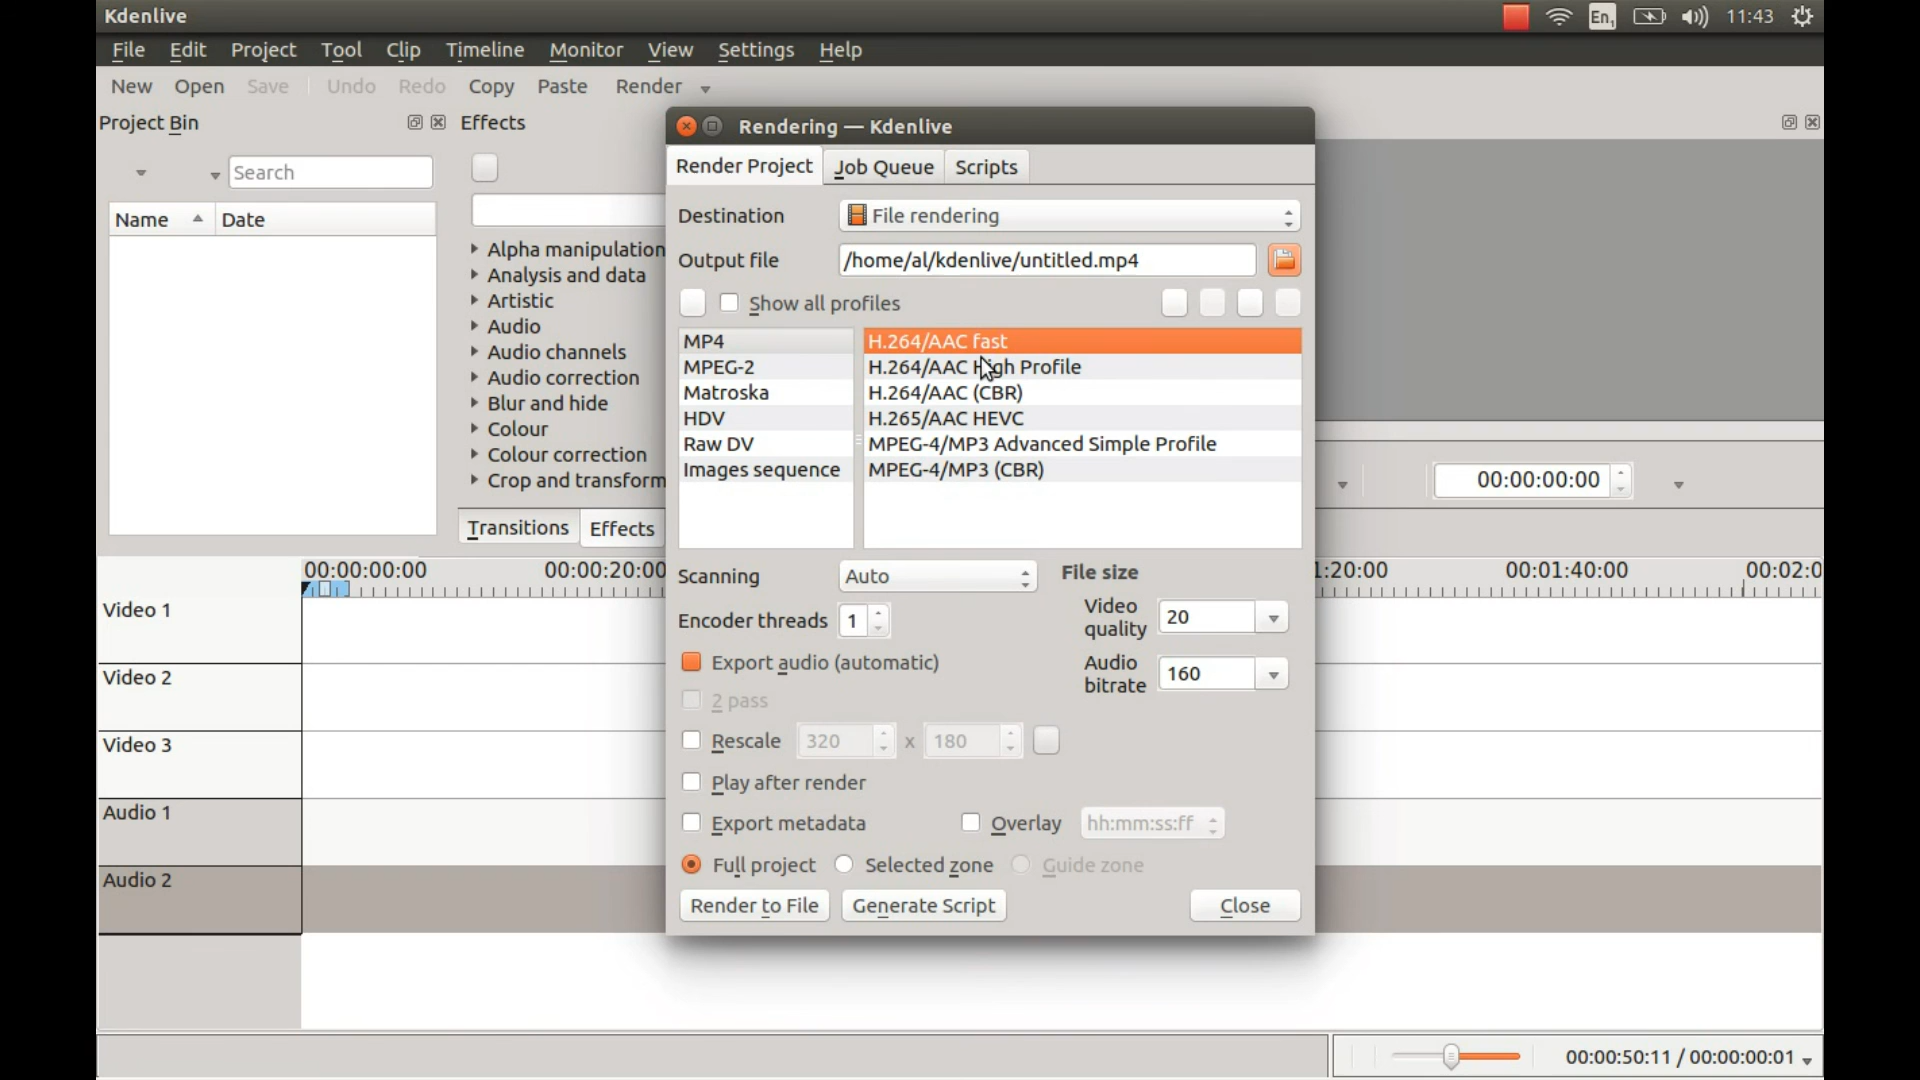 Kdenlive
En1
11:43
File Edit Project Tool Clip Timeline Monitor View Settings Help
New Open Save Undo Redo Copy Paste Render
Project Bin
Effects
Rendering — Kdenlive
Render Project Job Queue Scripts
Search
Name Date
Destination File rendering
Output file /home/al/kdenlive/untitled.mp4
Show all profiles
Alpha manipulation
Analysis and data
Artistic
Audio
Audio channels
Audio correction
Blur and hide
Colour
Colour correction
Crop and transform
MP4
MPEG-2
Matroska
HDV
Raw DV
Images sequence
H.264/AAC fast
H.264/AAC High Profile
H.264/AAC (CBR)
H.265/AAC HEVC
MPEG-4/MP3 Advanced Simple Profile
MPEG-4/MP3 (CBR)
00:00:00:00
Transitions Effects
Scanning Auto
File size
Encoder threads 1
Video quality 20
Export audio (automatic)
Audio bitrate 160
2 pass
Rescale 320 x 180
Play after render
Export metadata
Overlay hh:mm:ss:ff
Full project Selected zone Guide zone
Render to File Generate Script Close
00:00:00:00 00:00:20:00 1:20:00 00:01:40:00 00:02:0
Video 1
Video 2
Video 3
Audio 1
Audio 2
00:00:50:11 / 00:00:00:01